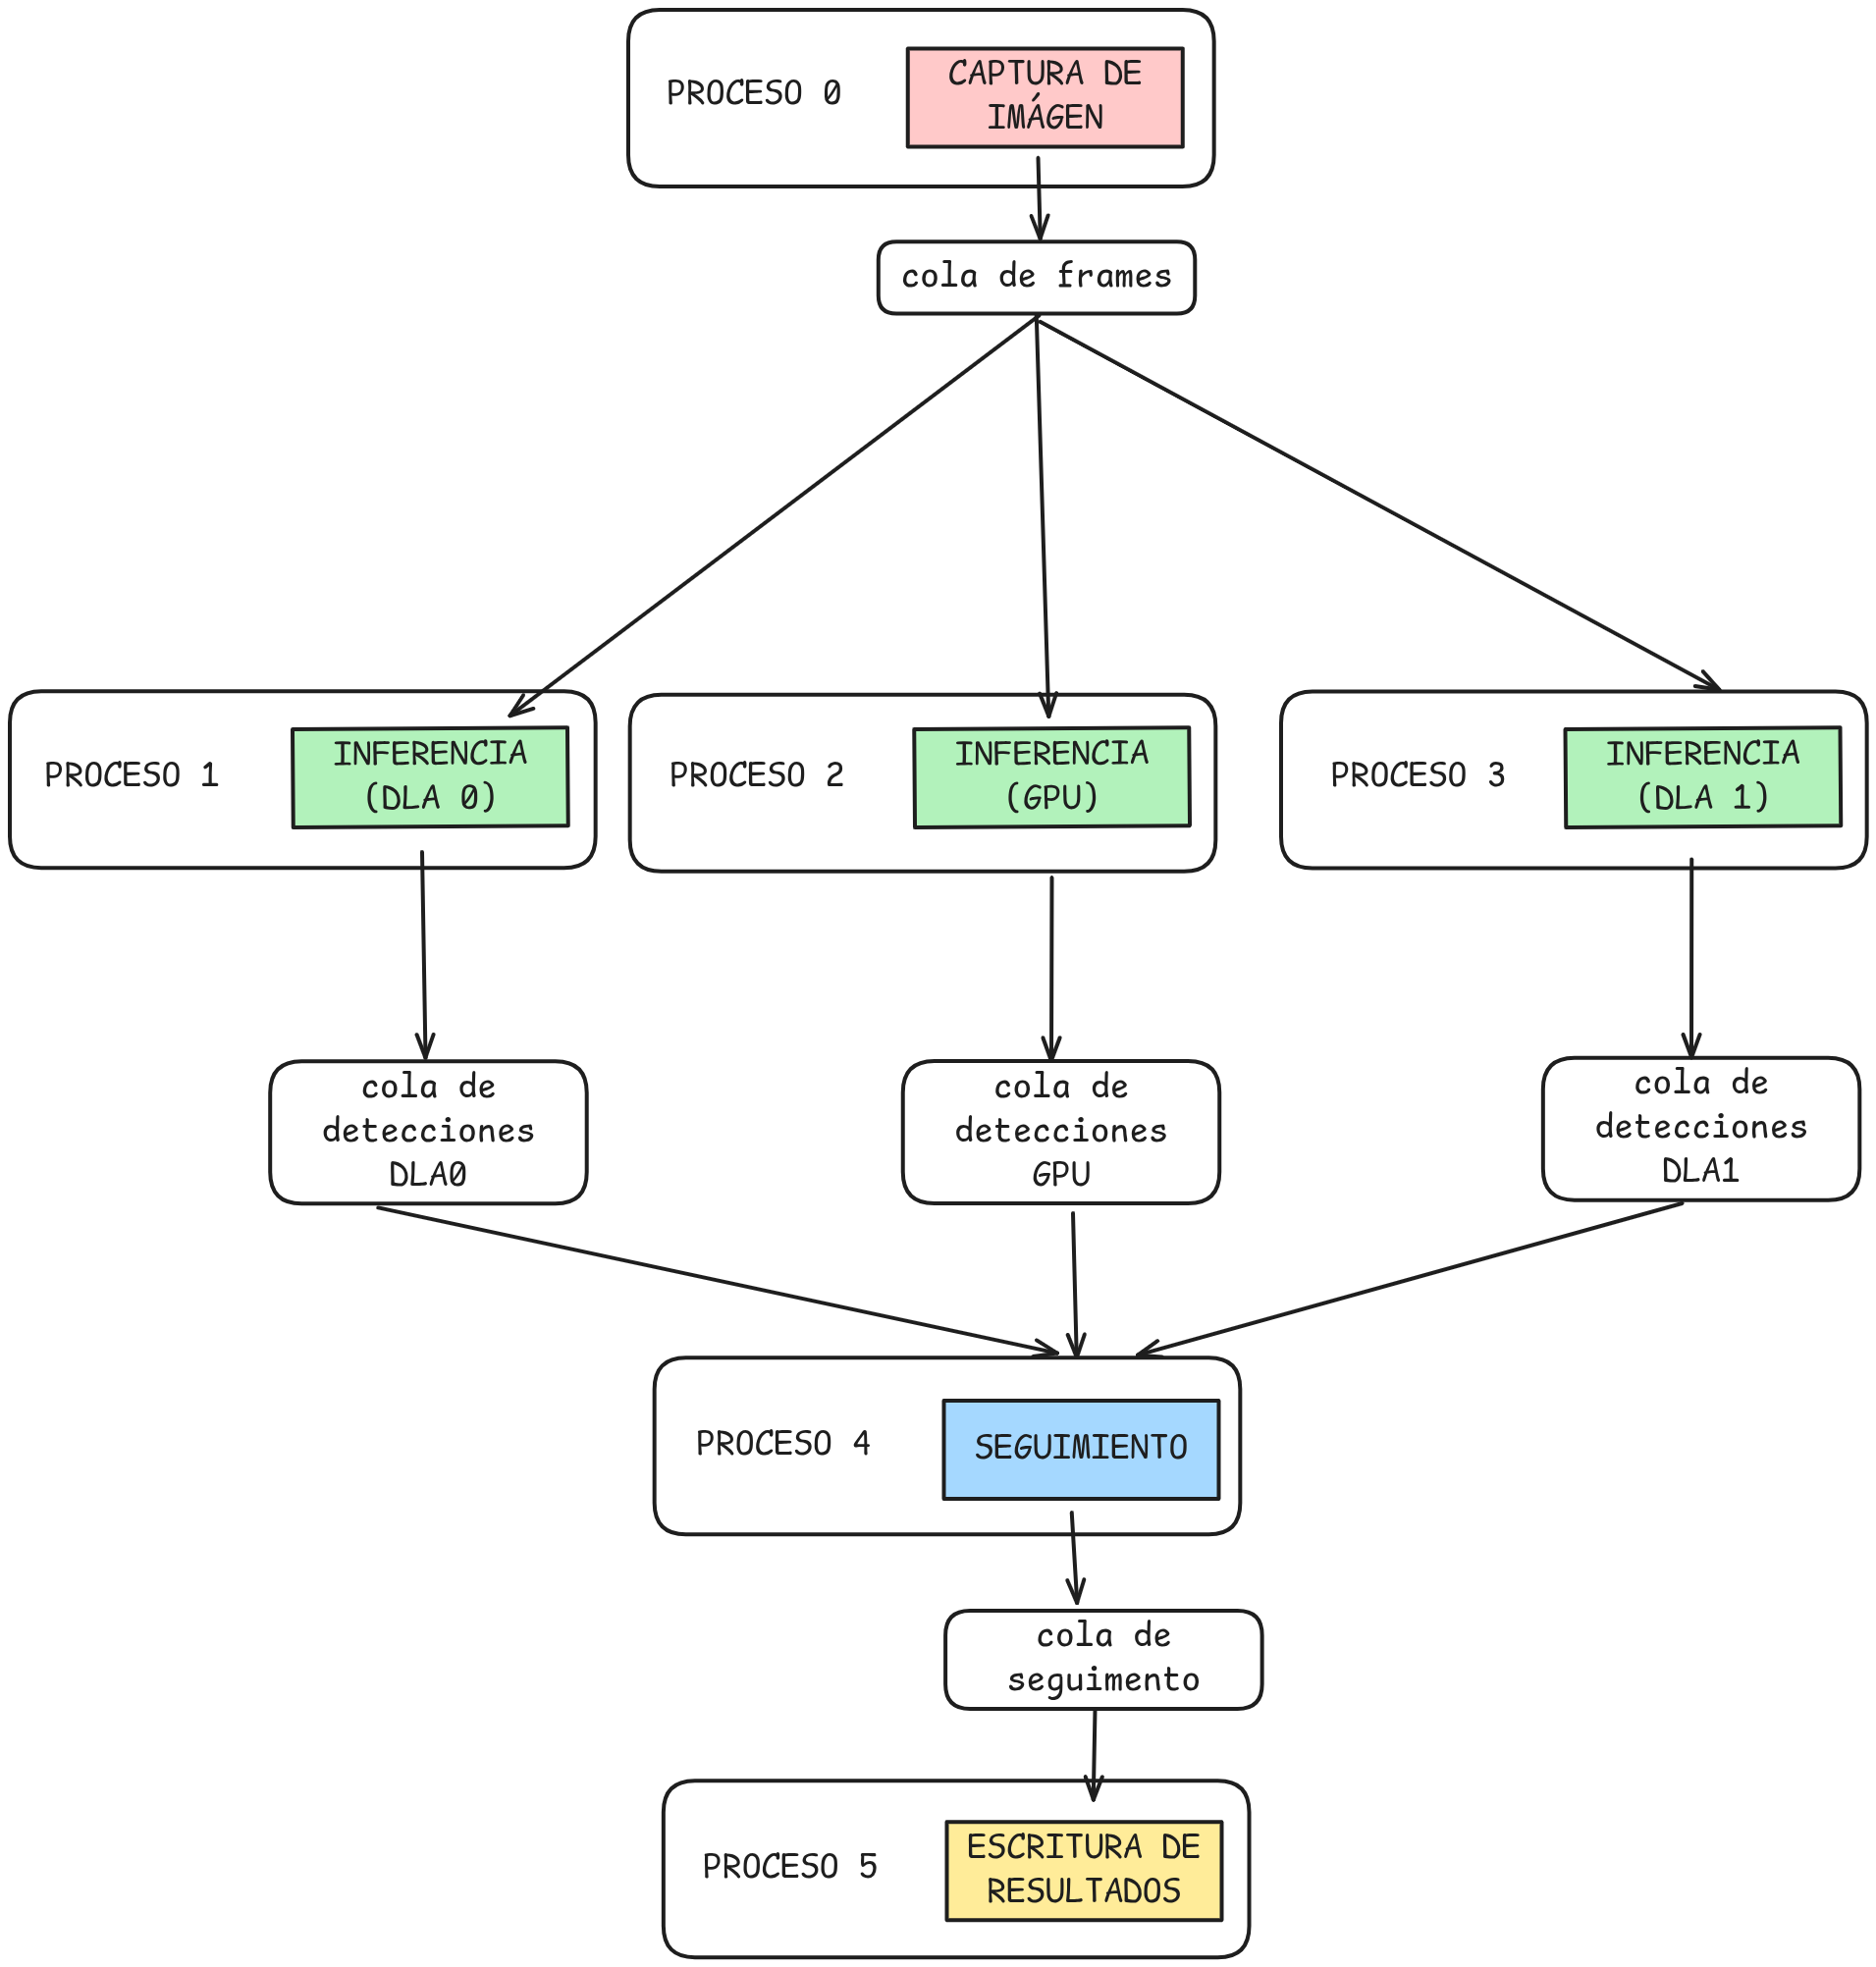 PROCESO 0
CAPTURA DE
IMÁGEN
cola de frames
PROCESO 1
INFERENCIA
(DLA 0)
PROCESO 2
INFERENCIA
(GPU)
PROCESO 3
INFERENCIA
(DLA 1)
cola de
detecciones
DLA0
cola de
detecciones
GPU
cola de
detecciones
DLA1
PROCESO 4
SEGUIMIENTO
cola de
seguimento
PROCESO 5
ESCRITURA DE
RESULTADOS